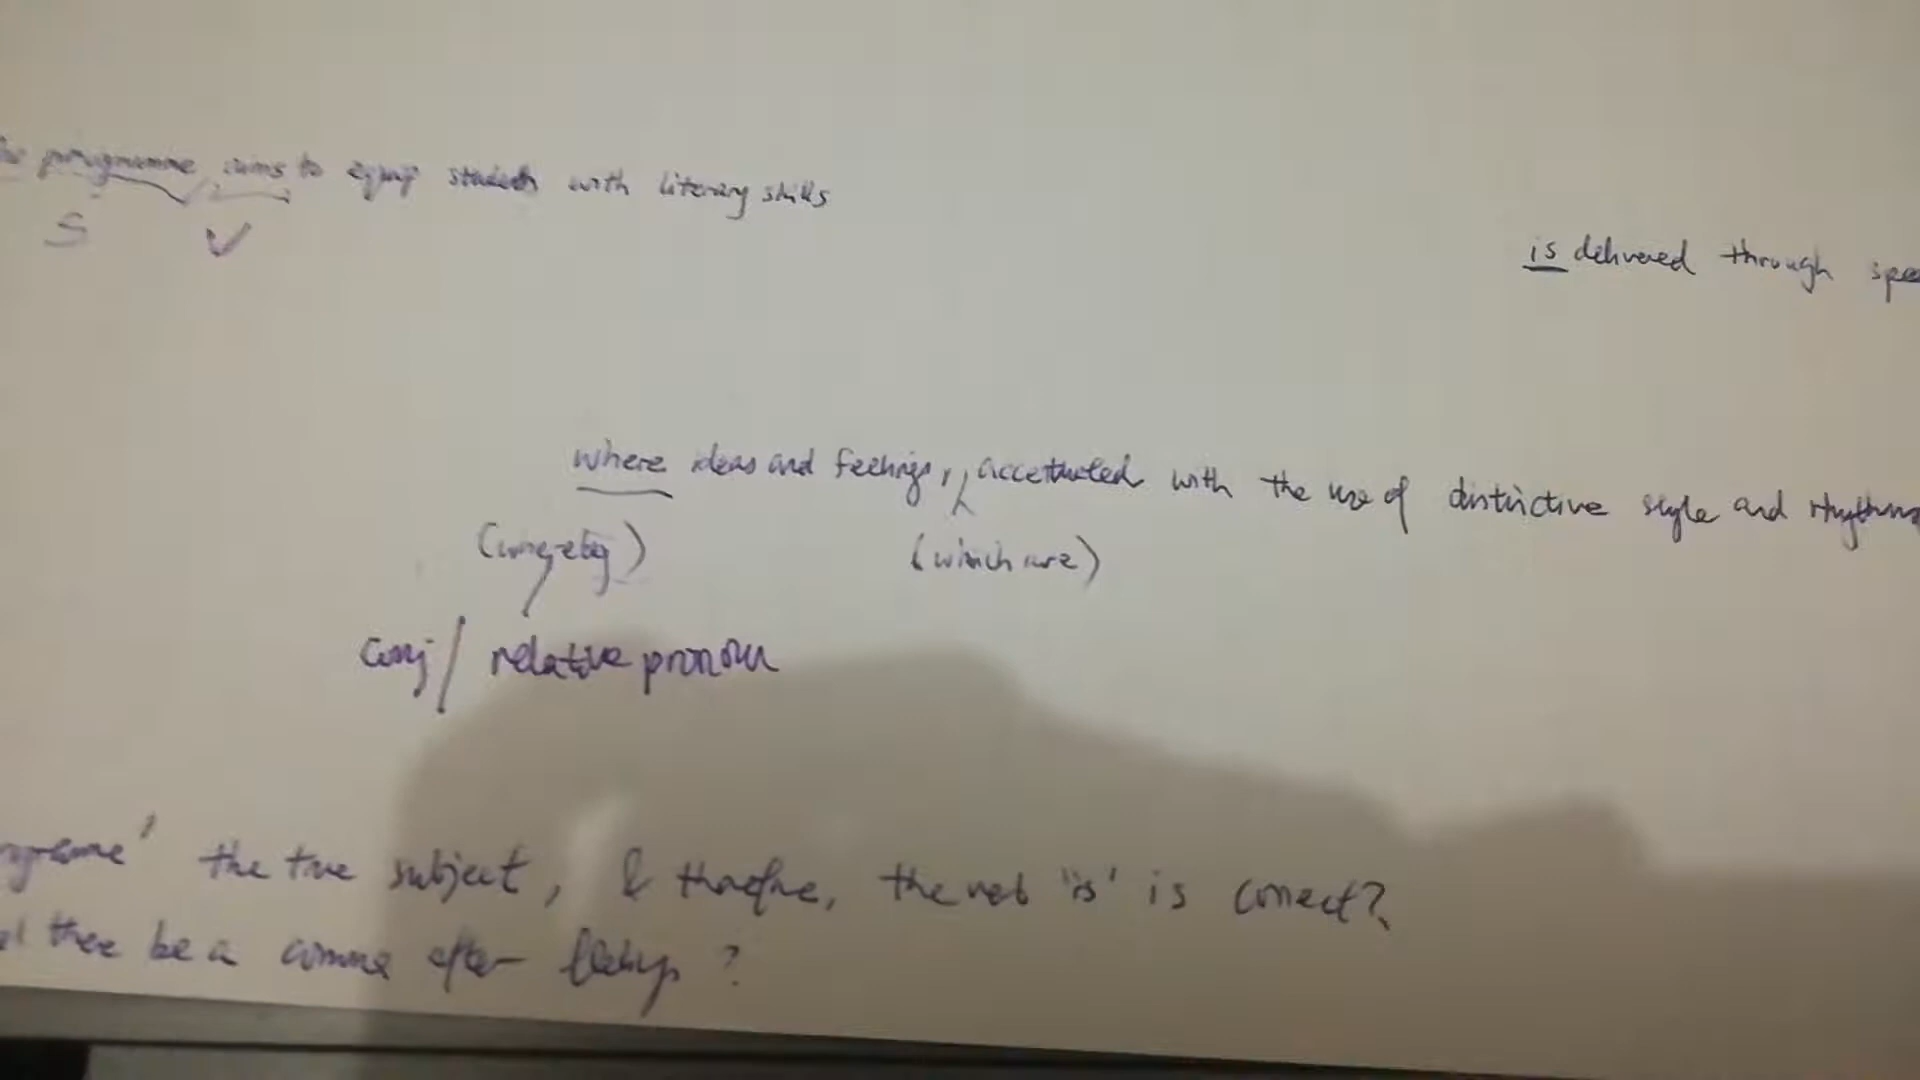 programme aims to equip students with literary skills
S V
is delivered through
where ideas and feelings, accetuated with the use of distinctive style and rhythm
(which are)
conj / relative pronoun
the true subject, & therefore, the verb "is" is correct?
there be a comma after feelings?